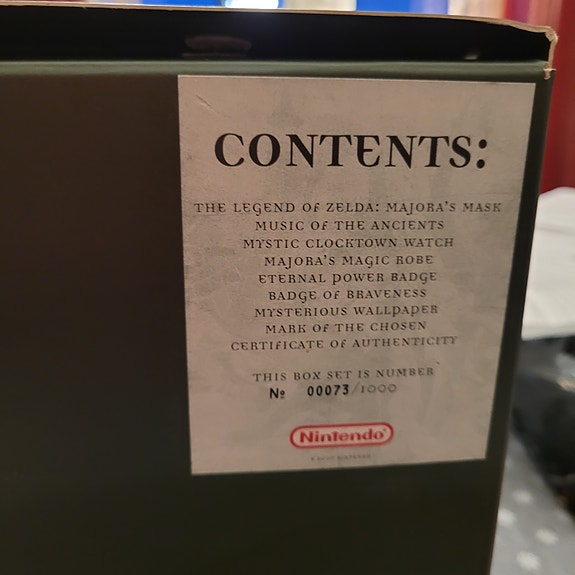 CONTENTS:
THE LEGEND OF ZELDA: MAJORA'S MASK
MUSIC OF THE ANCIENTS
MYSTIC CLOCKTOWN WATCH
MAJORA'S MAGIC ROBE
ETERNAL POWER BADGE
BADGE OF BRAVENESS
MYSTERIOUS WALLPAPER
MARK OF THE CHOSEN
CERTIFICATE OF AUTHENTICITY
THIS BOX SET IS NUMBER
№ 00073/1000
Nintendo®